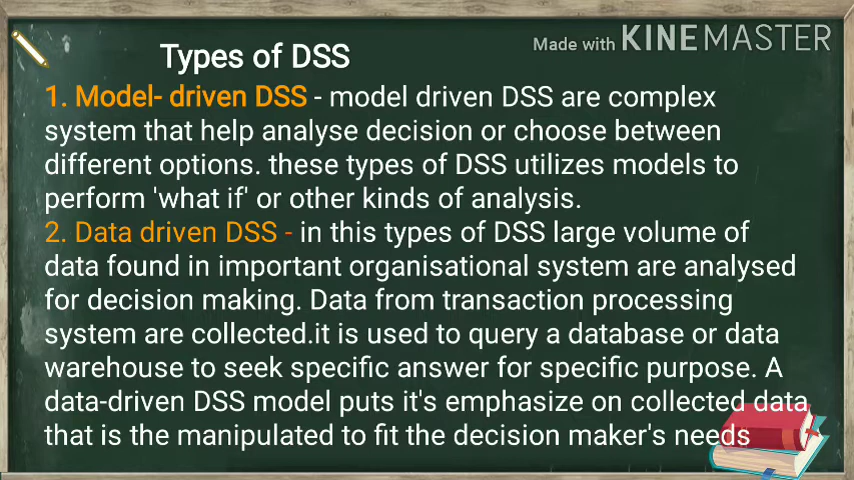 Made with KINEMASTER
Types of DSS
1. Model- driven DSS - model driven DSS are complex
system that help analyse decision or choose between
different options. these types of DSS utilizes models to
perform 'what if' or other kinds of analysis.
2. Data driven DSS - in this types of DSS large volume of
data found in important organisational system are analysed
for decision making. Data from transaction processing
system are collected.it is used to query a database or data
warehouse to seek specific answer for specific purpose. A
data-driven DSS model puts it's emphasize on collected data
that is the manipulated to fit the decision maker's needs